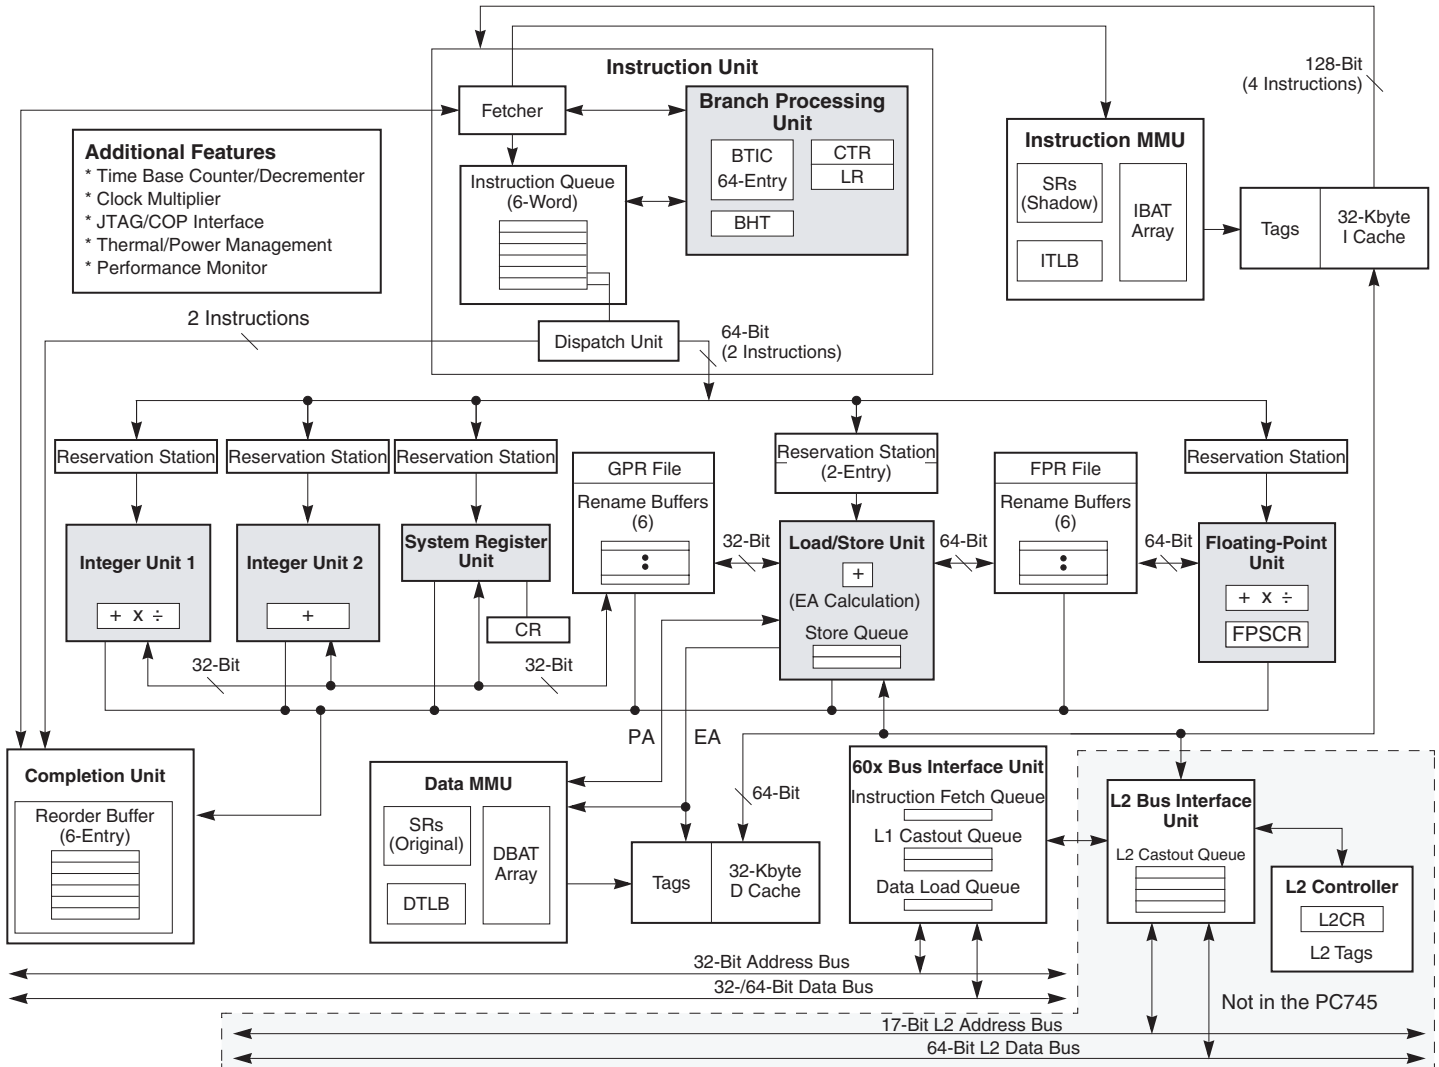 Instruction Unit
128-Bit
(4 Instructions)
Fetcher
Branch Processing
Unit
BTIC
64-Entry
CTR
LR
BHT
Additional Features
* Time Base Counter/Decrementer
* Clock Multiplier
* JTAG/COP Interface
* Thermal/Power Management
* Performance Monitor
Instruction Queue
(6-Word)
Instruction MMU
SRs
(Shadow)
ITLB
IBAT
Array
Tags
32-Kbyte
I Cache
2 Instructions
Dispatch Unit
64-Bit
(2 Instructions)
Reservation Station
Reservation Station
Reservation Station
Reservation Station
(2-Entry)
Reservation Station
GPR File
Rename Buffers
(6)
FPR File
Rename Buffers
(6)
Integer Unit 1
+ x ÷
Integer Unit 2
+
System Register
Unit
CR
32-Bit
Load/Store Unit
+
(EA Calculation)
Store Queue
64-Bit
64-Bit
Floating-Point
Unit
+ x ÷
FPSCR
32-Bit
32-Bit
PA
EA
Completion Unit
Reorder Buffer
(6-Entry)
Data MMU
SRs
(Original)
DTLB
DBAT
Array
64-Bit
Tags
32-Kbyte
D Cache
60x Bus Interface Unit
Instruction Fetch Queue
L1 Castout Queue
Data Load Queue
L2 Bus Interface
Unit
L2 Castout Queue
L2 Controller
L2CR
L2 Tags
32-Bit Address Bus
32-/64-Bit Data Bus
Not in the PC745
17-Bit L2 Address Bus
64-Bit L2 Data Bus